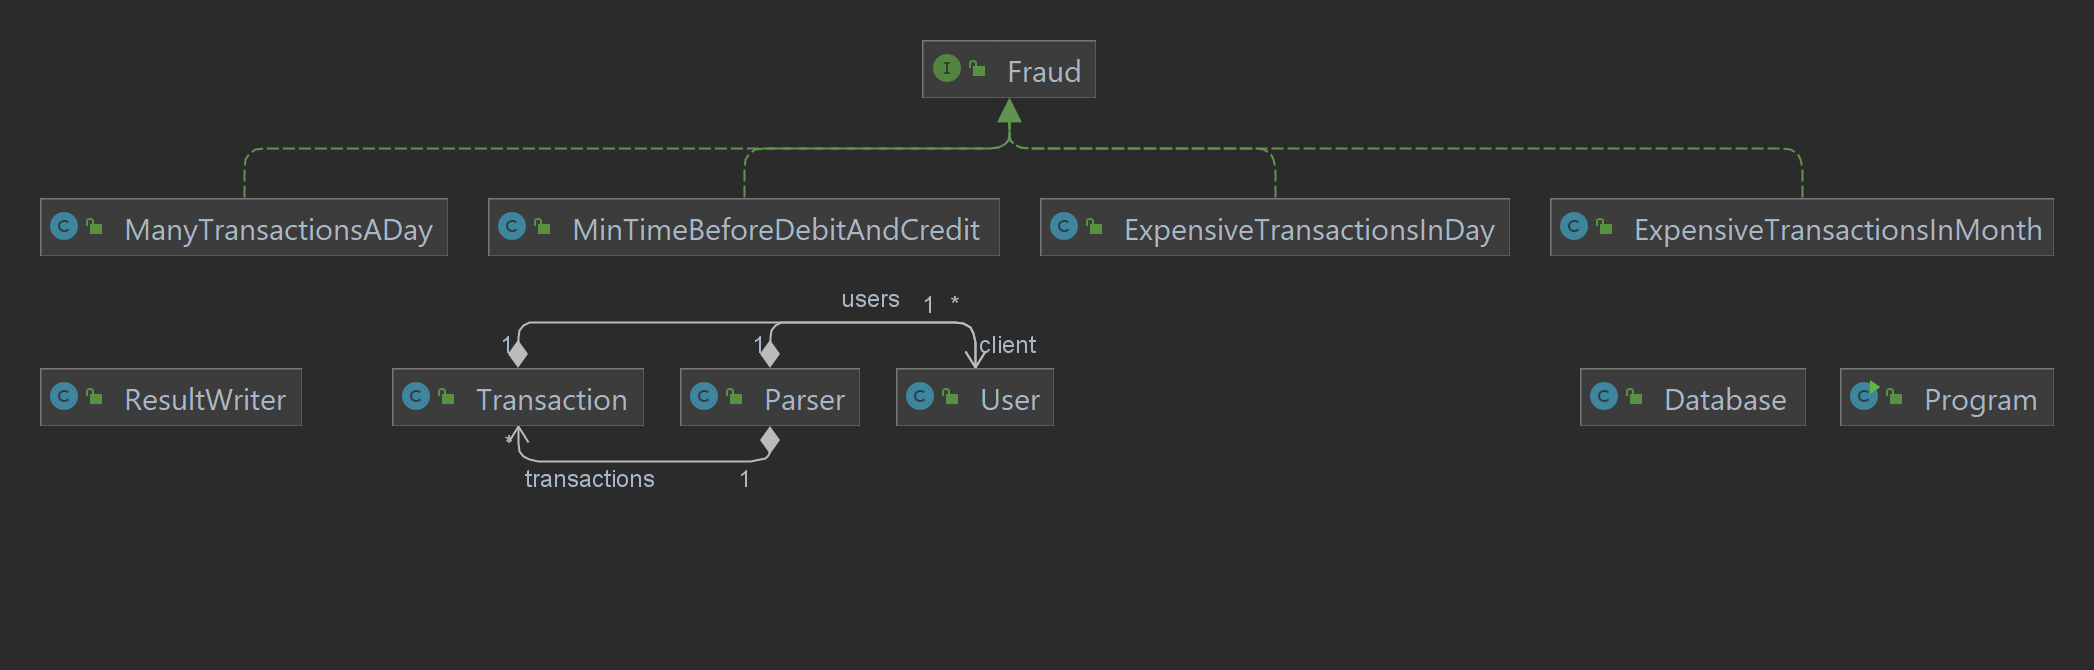 I Fraud
C ManyTransactionsADay
C MinTimeBeforeDebitAndCredit
C ExpensiveTransactionsInDay
C ExpensiveTransactionsInMonth
users 1 *
1 1 client
C ResultWriter
C Transaction
C Parser
C User
C Database
C Program
*
transactions 1